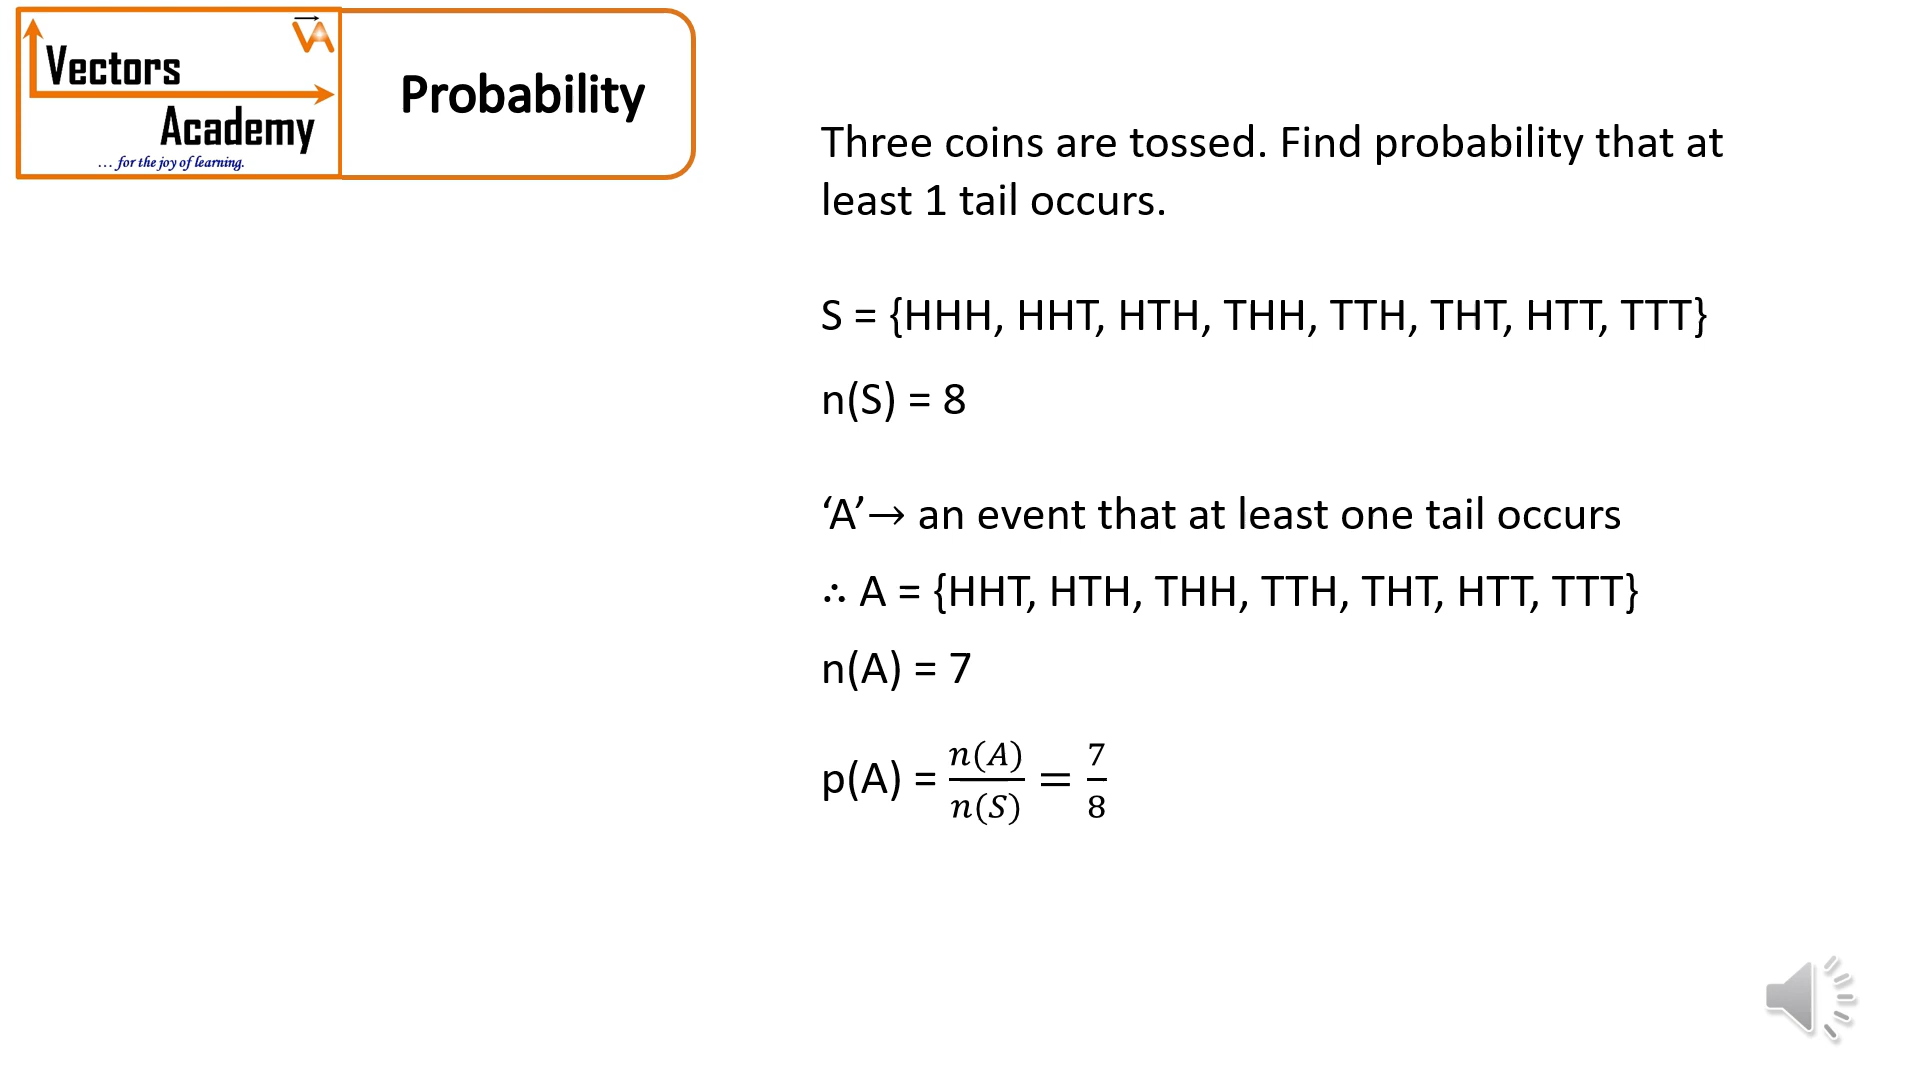 Vectors
Academy
... for the joy of learning.
VA
Probability
Three coins are tossed. Find probability that at
least 1 tail occurs.
S = {HHH, HHT, HTH, THH, TTH, THT, HTT, TTT}
n(S) = 8
‘A’→ an event that at least one tail occurs
∴ A = {HHT, HTH, THH, TTH, THT, HTT, TTT}
n(A) = 7
p(A) = n(A)/n(S) = 7/8